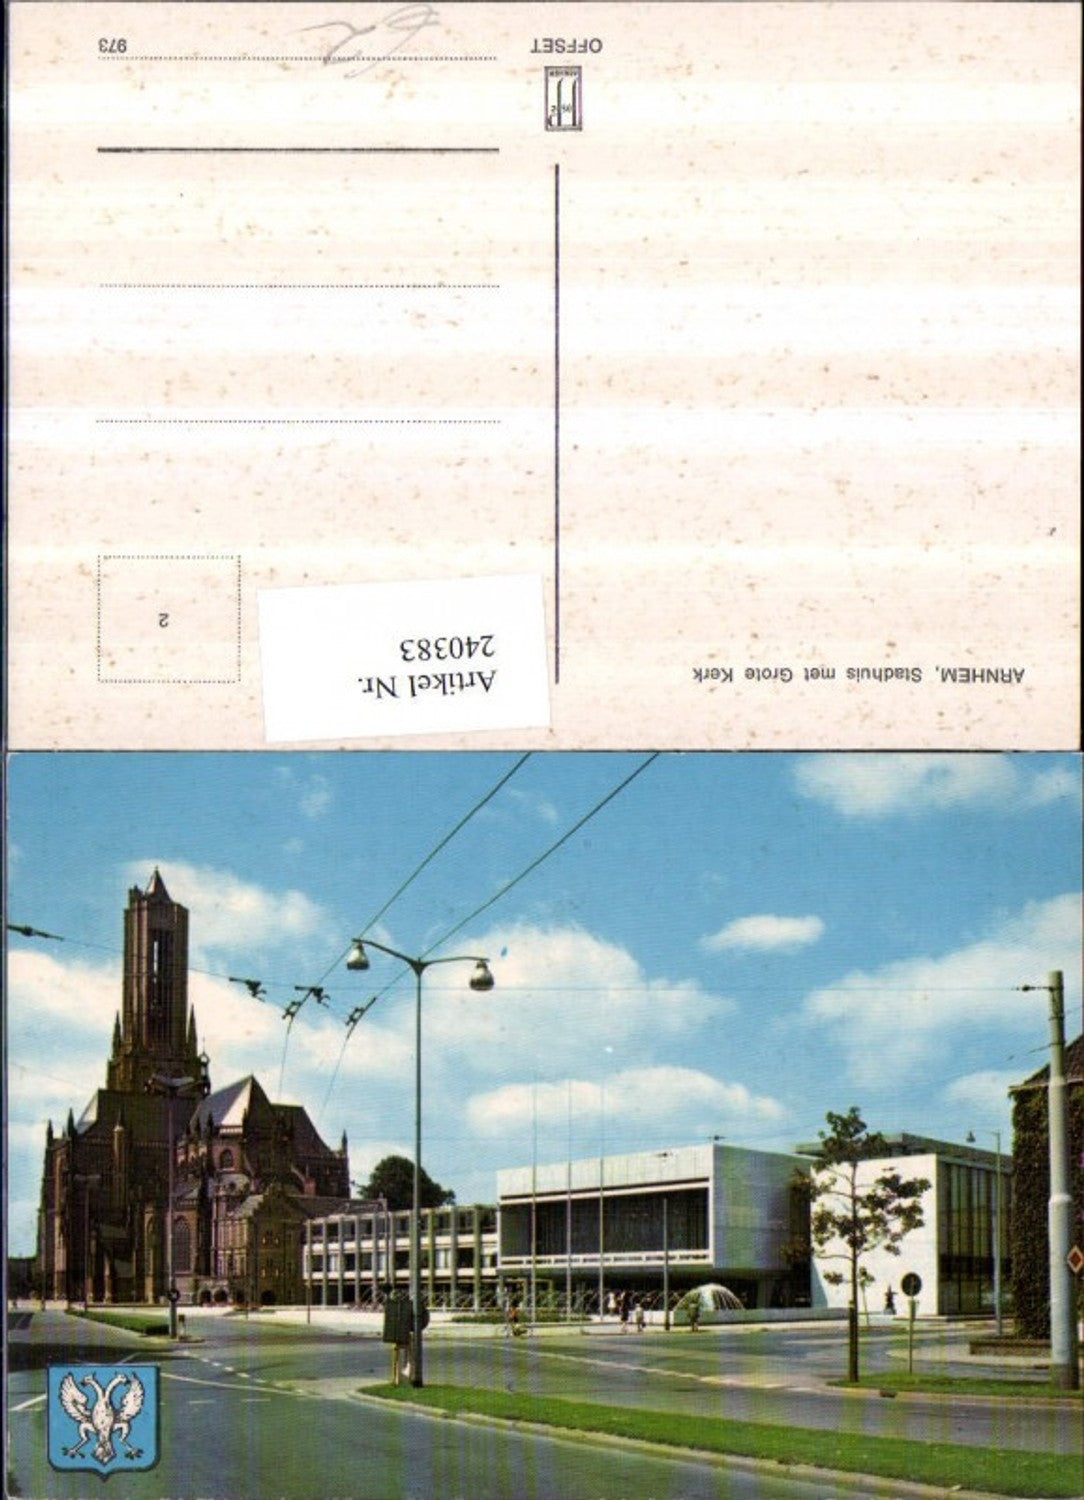 ARNHEM, Stadhuis met Grote Kerk
Artikel Nr.
240383
2
OFFSET
973